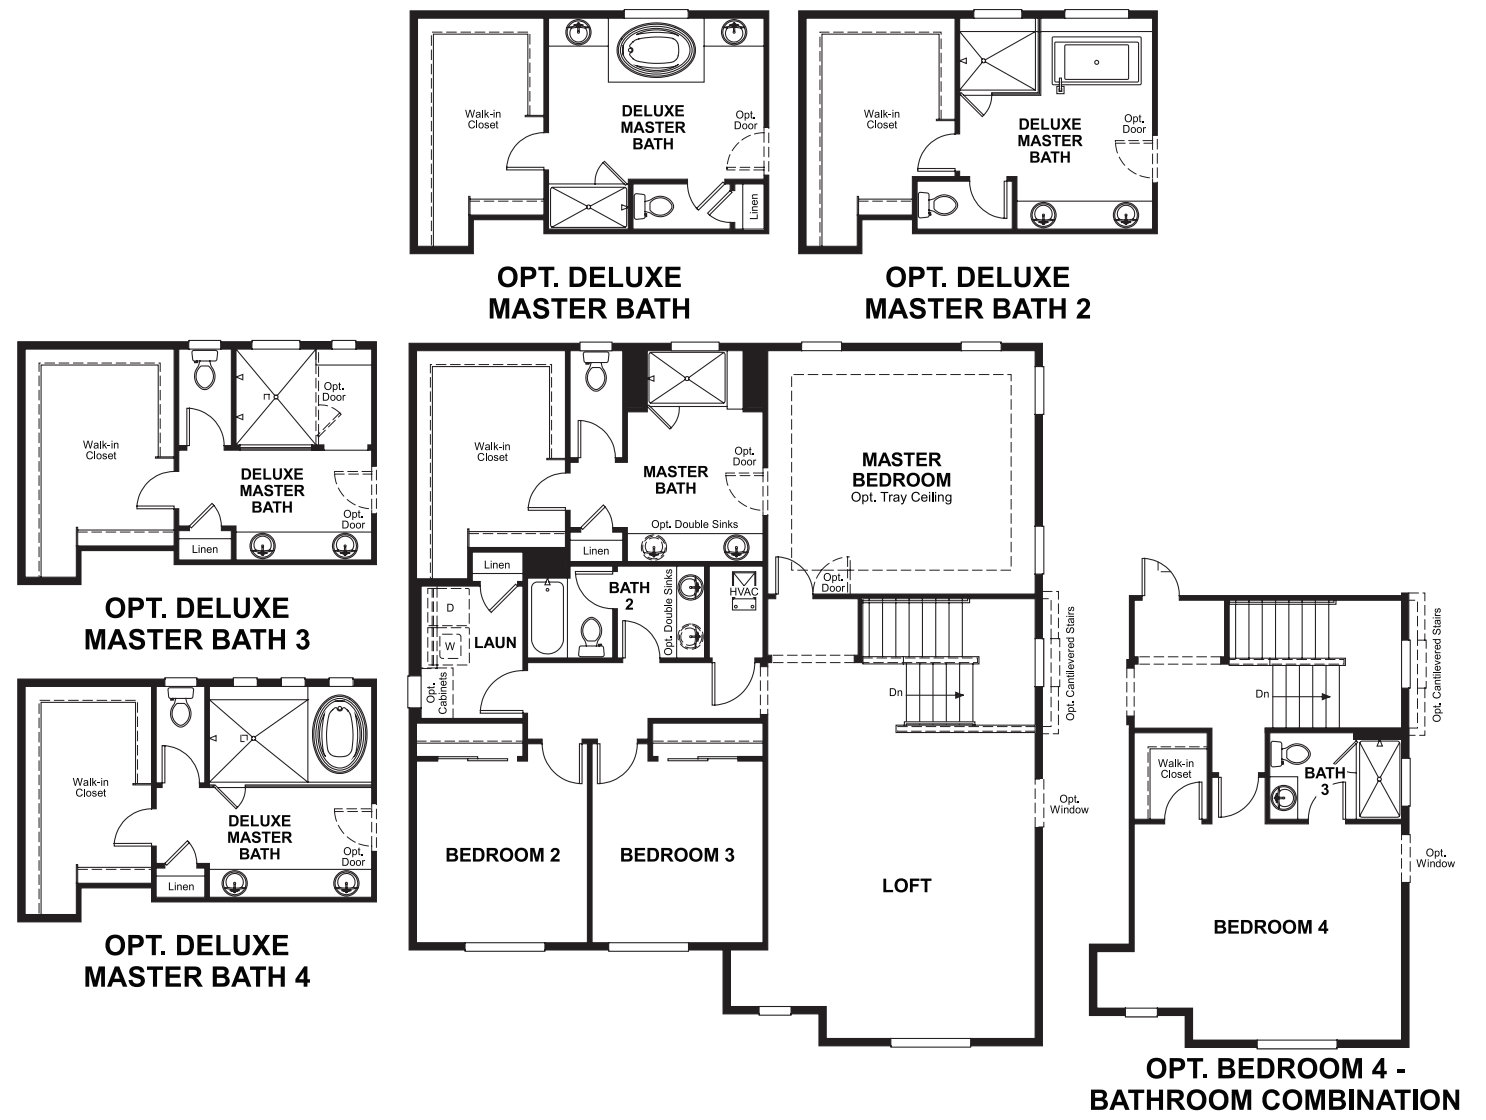 Walk-in
Closet
DELUXE
MASTER
BATH
Opt.
Door
Linen
OPT. DELUXE
MASTER BATH
Walk-in
Closet
DELUXE
MASTER
BATH
Opt.
Door
OPT. DELUXE
MASTER BATH 2
Walk-in
Closet
Opt.
Door
DELUXE
MASTER
BATH
Opt.
Door
Linen
OPT. DELUXE
MASTER BATH 3
Walk-in
Closet
DELUXE
MASTER
BATH
Opt.
Door
Linen
OPT. DELUXE
MASTER BATH 4
Walk-in
Closet
MASTER
BATH
Opt.
Door
Opt. Double Sinks
Linen
Linen
MASTER
BEDROOM
Opt. Tray Ceiling
Opt.
Door
BATH
2
Opt. Double Sinks
HVAC
D
W
LAUN
Opt.
Cabinets
Dn
Opt. Cantilevered Stairs
Opt.
Window
BEDROOM 2
BEDROOM 3
LOFT
Opt. Cantilevered Stairs
Dn
Walk-in
Closet
BATH
3
Opt.
Window
BEDROOM 4
OPT. BEDROOM 4 -
BATHROOM COMBINATION